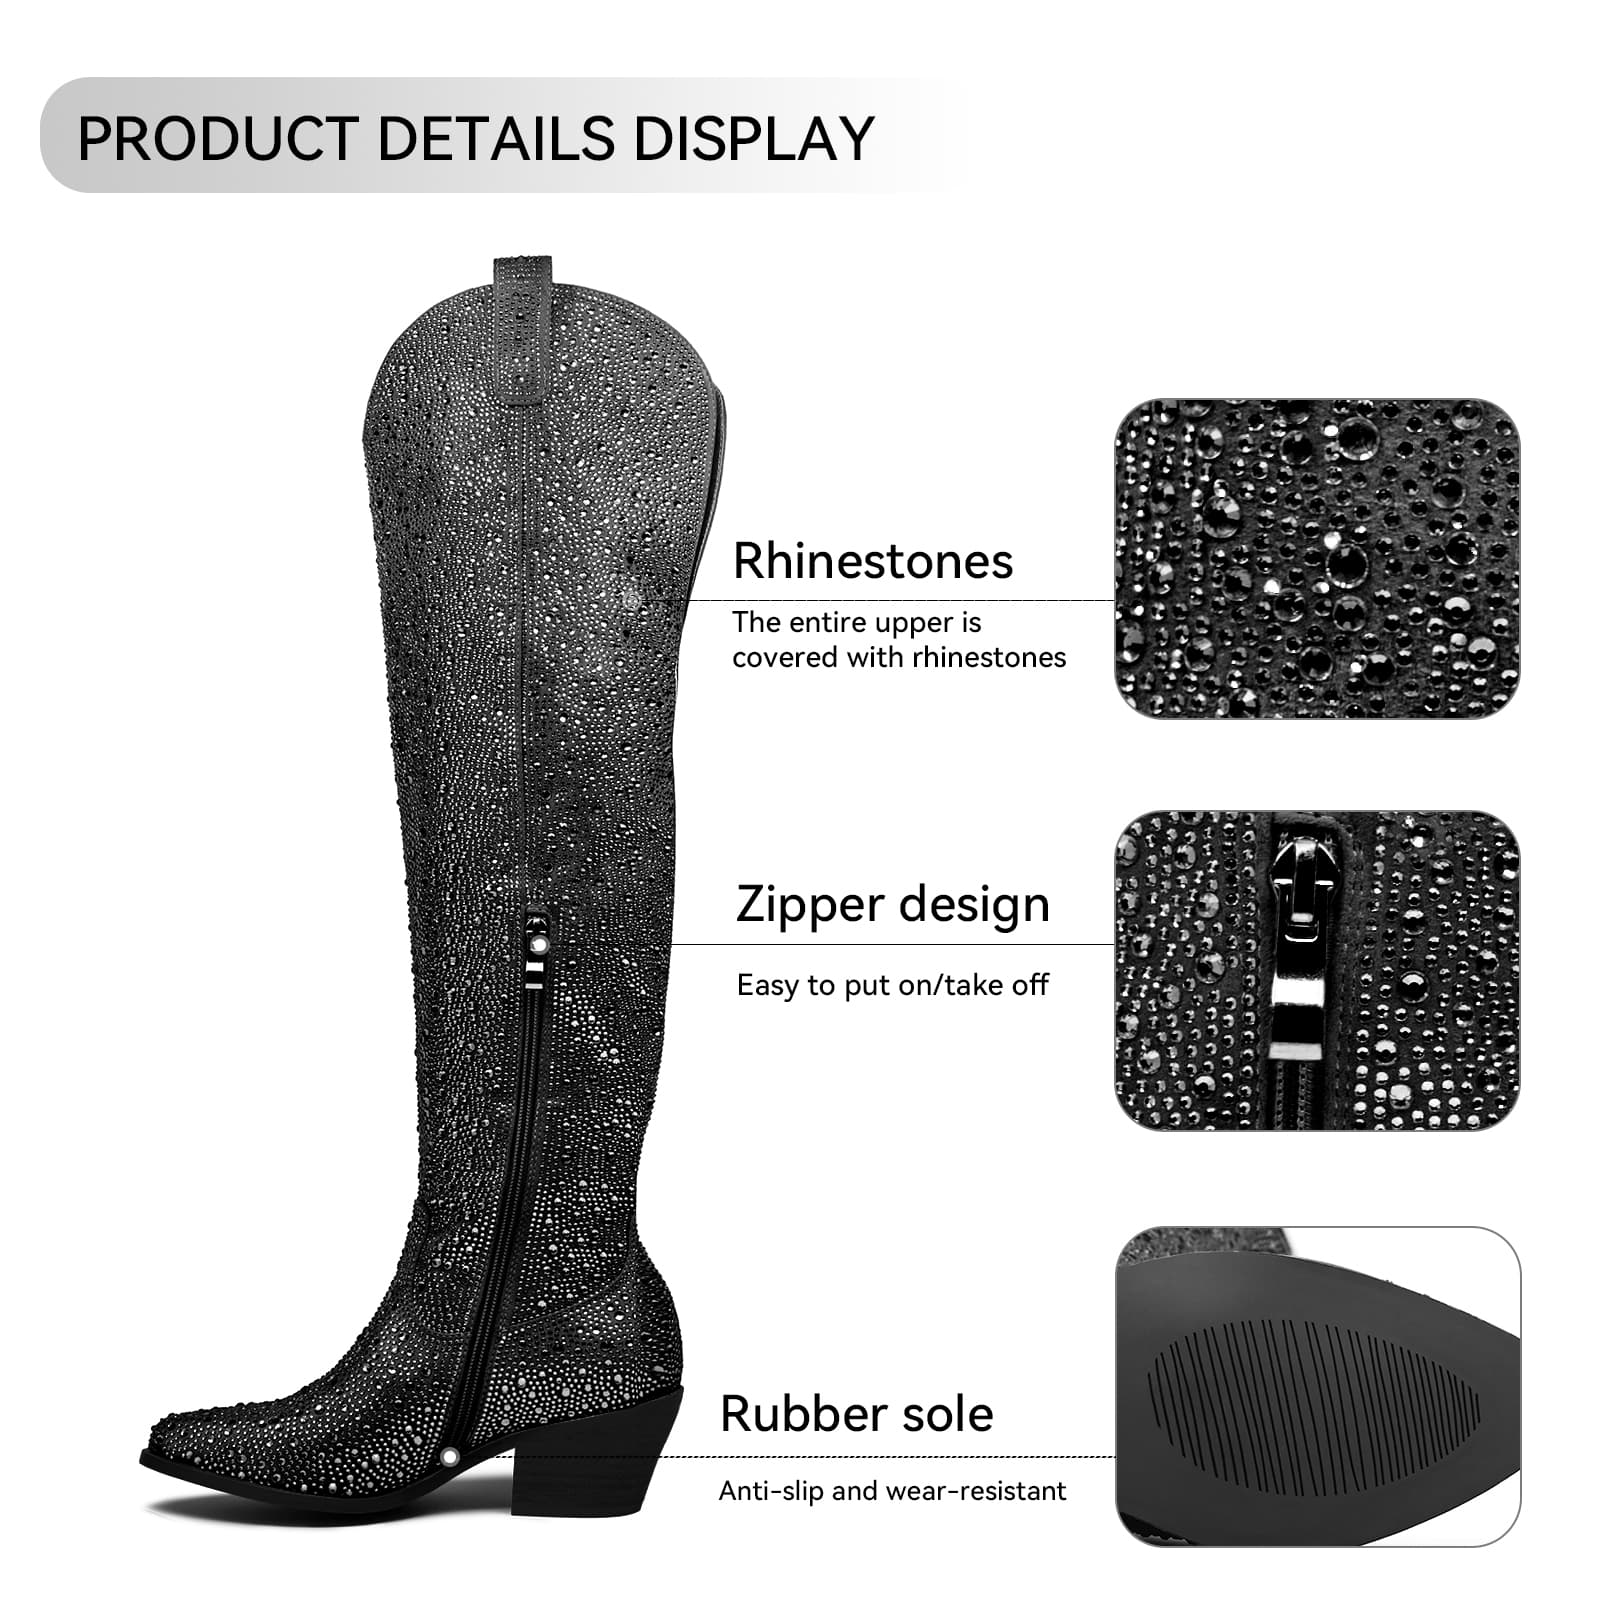 PRODUCT DETAILS DISPLAY
Rhinestones
The entire upper is
covered with rhinestones
Zipper design
Easy to put on/take off
Rubber sole
Anti-slip and wear-resistant